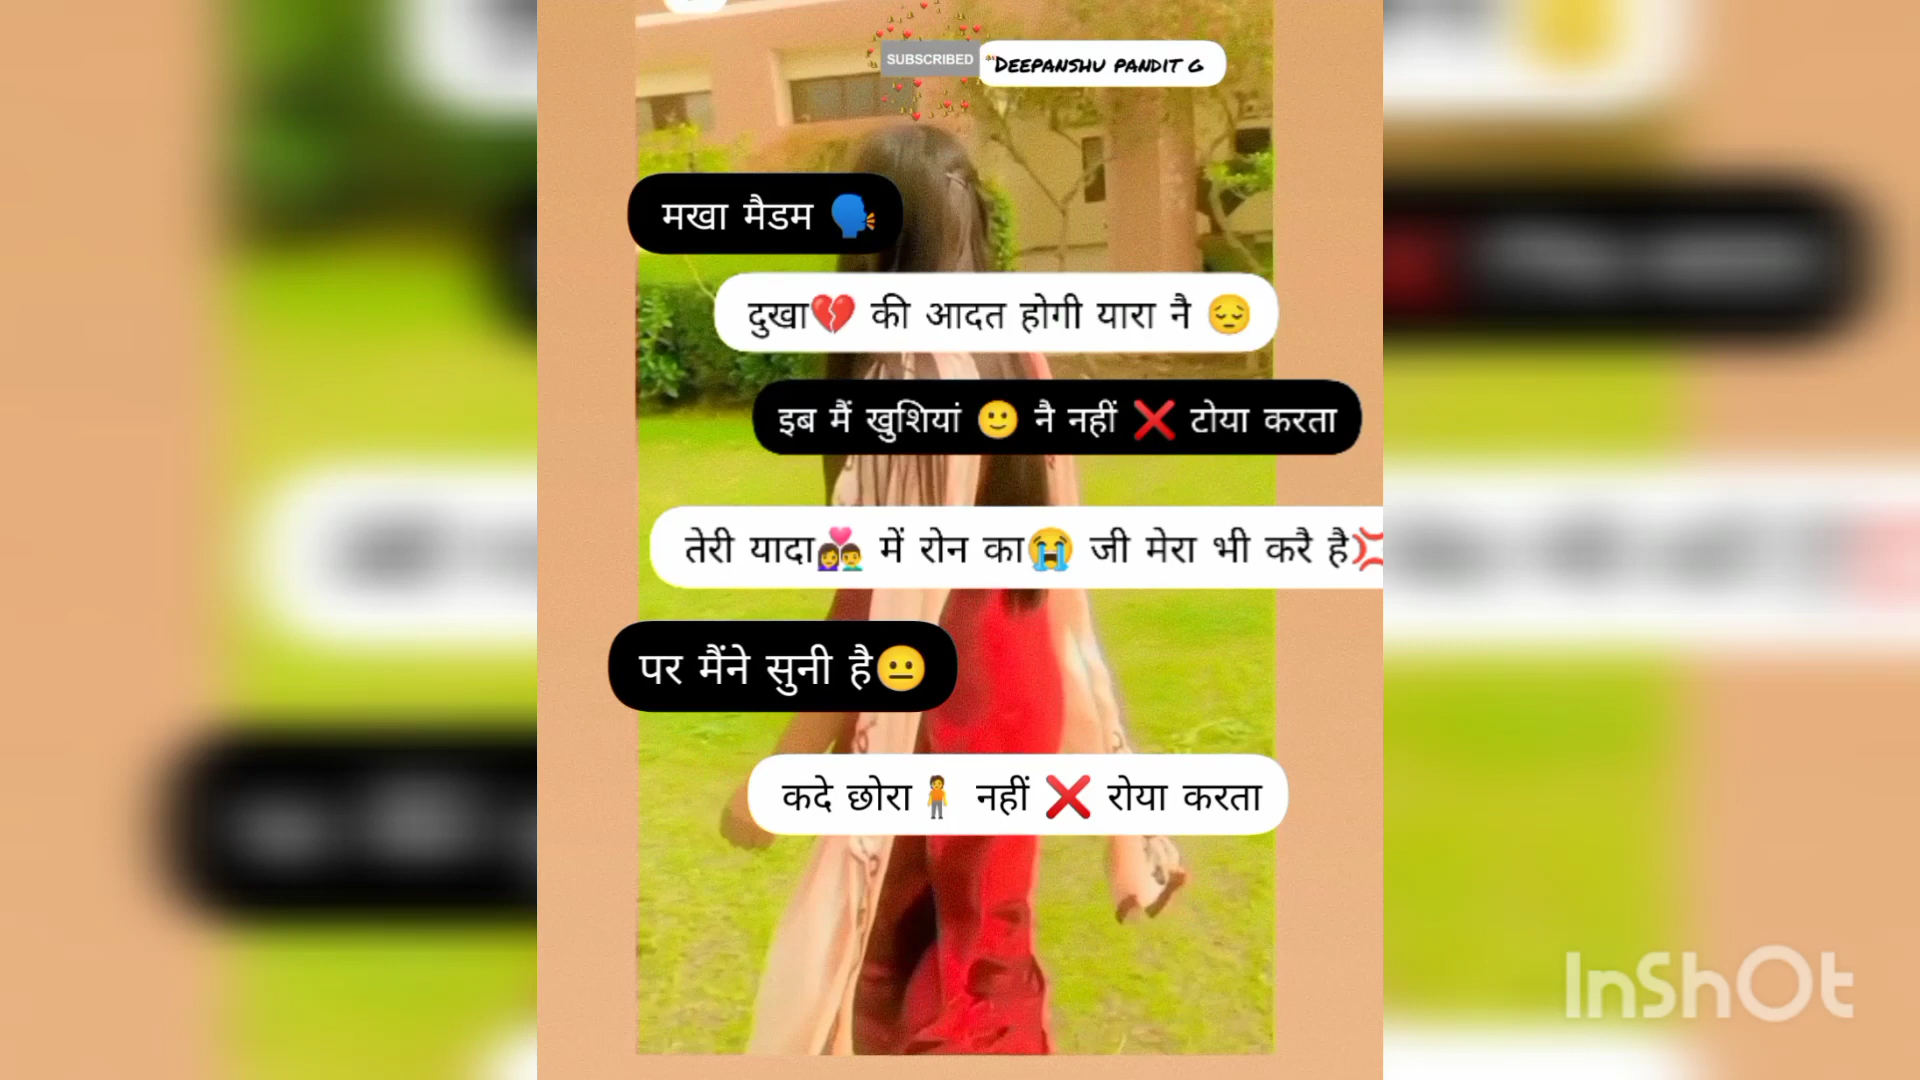 SUBSCRIBED DEEPANSHU PANDIT G
मखा मैडम 🗣️
दुखा💔 की आदत होगी यारा नै 😔
इब मैं खुशियां 🙂 नै नहीं ❌ टोया करता
तेरी यादा👩‍❤️‍👨 में रोन का😭 जी मेरा भी करै है💢
पर मैंने सुनी है😐
कदे छोरा🧍 नहीं ❌ रोया करता
InShOt